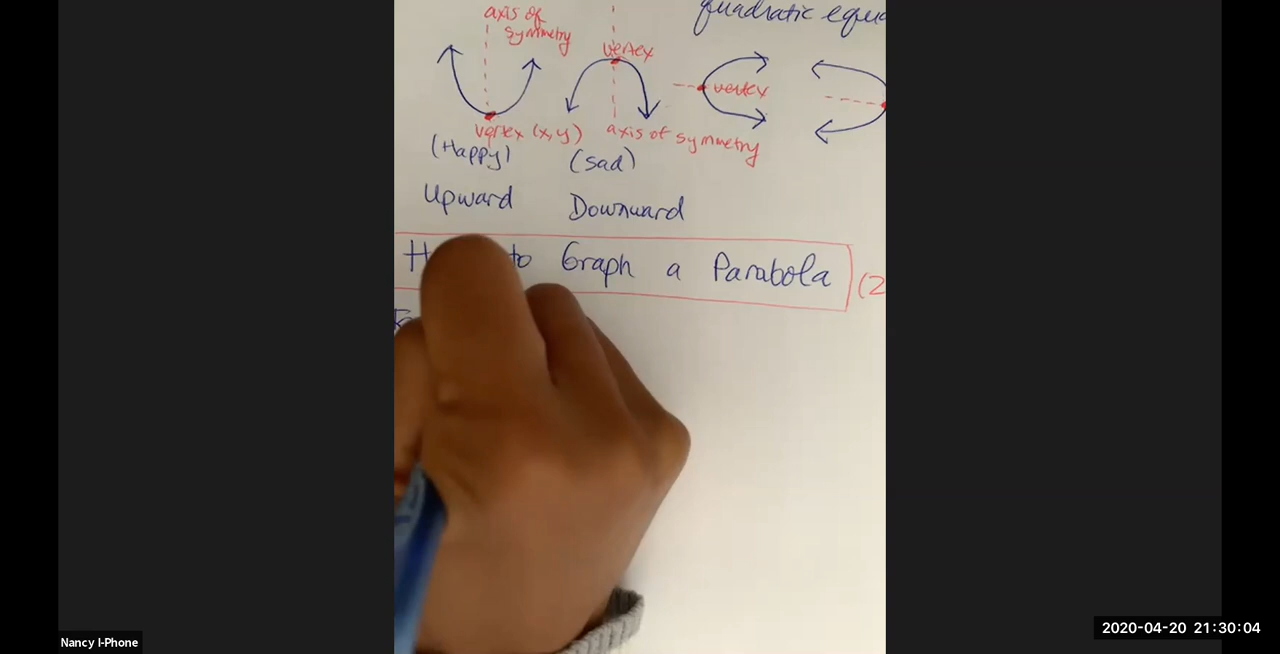 axis of
symmetry
quadratic
vertex
vertex
vertex (x,y)
axis of symmetry
(Happy)
(sad)
Upward
Downward
to Graph a Parabola
(2
Nancy I-Phone
2020-04-20 21:30:04